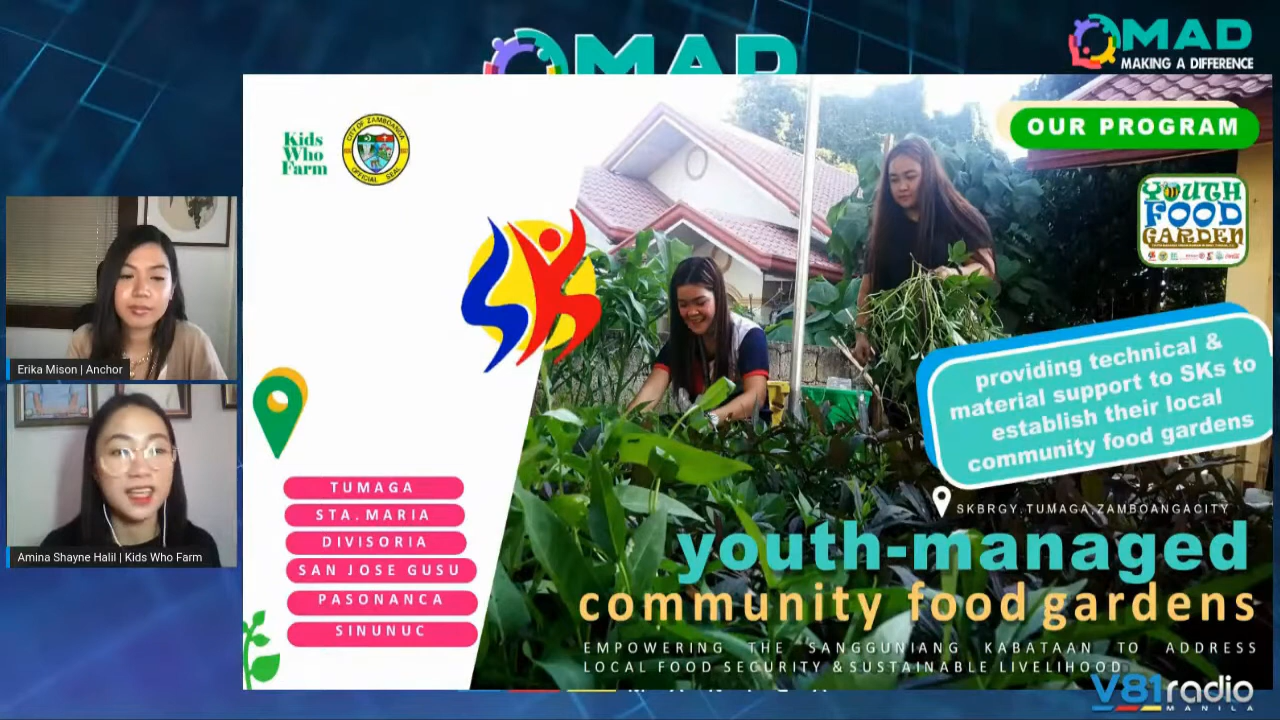 MAD
MAD
MAKING A DIFFERENCE
Kids
Who
Farm
CITY OF ZAMBOANGA
OFFICIAL SEAL
OUR PROGRAM
YOUTH
FOOD
GARDEN
SK
providing technical &
material support to SKs to
establish their local
community food gardens
Erika Mison | Anchor
Amina Shayne Halil | Kids Who Farm
TUMAGA
STA.MARIA
DIVISORIA
SAN JOSE GUSU
PASONANCA
SINUNUC
SKBRGY.TUMAGA,ZAMBOANGACITY
youth-managed
community food gardens
EMPOWERING THE SANGGUNIANG KABATAAN TO ADDRESS
LOCAL FOOD SECURITY & SUSTAINABLE LIVELIHOOD
V81radio
MANILA